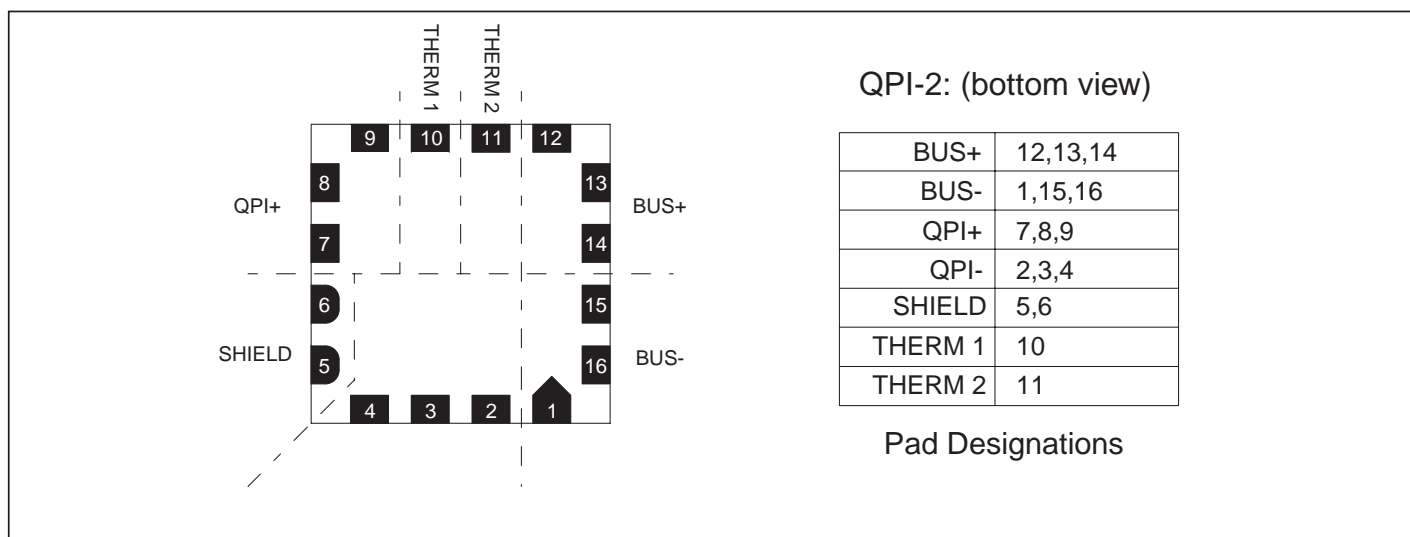 THERM 1
THERM 2
9
10
11
12
8
13
QPI+
BUS+
7
14
6
15
SHIELD
5
16
BUS-
4
3
2
1
QPI-2: (bottom view)
BUS+ 12,13,14
BUS- 1,15,16
QPI+ 7,8,9
QPI- 2,3,4
SHIELD 5,6
THERM 1 10
THERM 2 11
Pad Designations